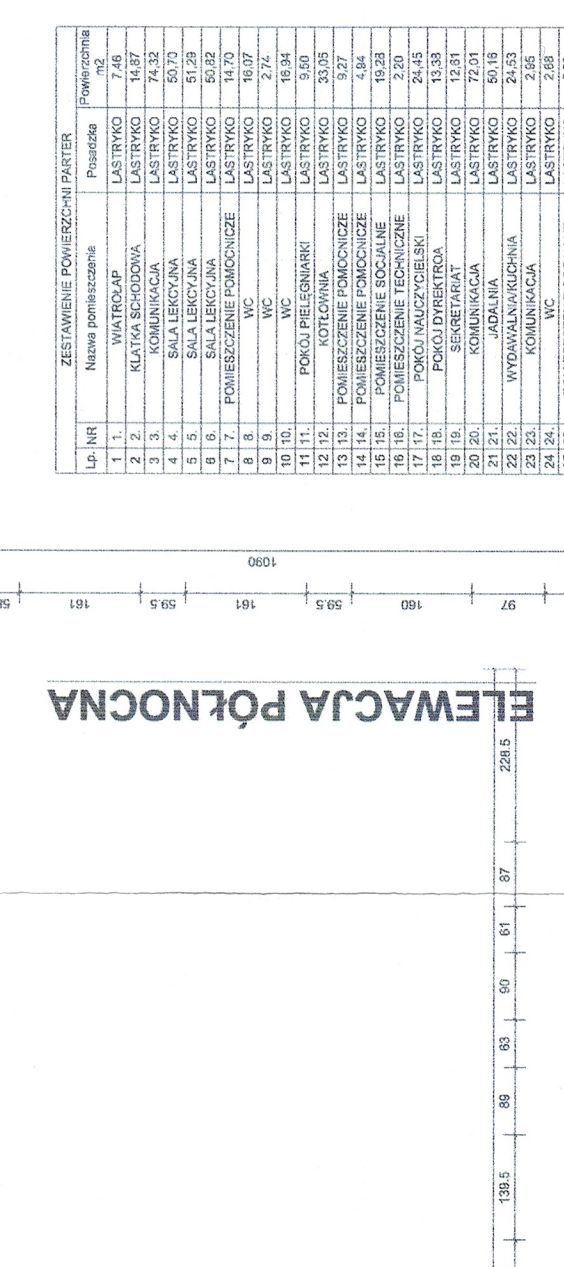 ZESTAWIENIE POWIERZCHNI PARTER
Lp. NR Nazwa pomieszczenia Posadzka Powierzchnia m2
1 1. WIATROŁAP LASTRYKO 7,46
2 2. KLATKA SCHODOWA LASTRYKO 14,87
3 3. KOMUNIKACJA LASTRYKO 74,32
4 4. SALA LEKCYJNA LASTRYKO 50,70
5 5. SALA LEKCYJNA LASTRYKO 51,29
6 6. SALA LEKCYJNA LASTRYKO 50,82
7 7. POMIESZCZENIE POMOCNICZE LASTRYKO 14,70
8 8. WC LASTRYKO 16,07
9 9. WC LASTRYKO 2,74
10 10. WC LASTRYKO 16,94
11 11. POKÓJ PIELĘGNIARKI LASTRYKO 9,50
12 12. KOTŁOWNIA LASTRYKO 33,05
13 13. POMIESZCZENIE POMOCNICZE LASTRYKO 9,27
14 14. POMIESZCZENIE POMOCNICZE LASTRYKO 4,94
15 15. POMIESZCZENIE SOCJALNE LASTRYKO 19,28
16 16. POMIESZCZENIE TECHNICZNE LASTRYKO 2,20
17 17. POKÓJ NAUCZYCIELSKI LASTRYKO 24,45
18 18. POKÓJ DYREKTROA LASTRYKO 13,38
19 19. SEKRETARIAT LASTRYKO 12,61
20 20. KOMUNIKACJA LASTRYKO 72,01
21 21. JADALNIA LASTRYKO 50,16
22 22. WYDAWALNIA/KUCHNIA LASTRYKO 24,53
23 23. KOMUNIKACJA LASTRYKO 2,95
24 24. WC LASTRYKO 2,68
1090
161 59.5 161 59.5 160 97
ELEWACJA PÓŁNOCNA
139.5 89 63 90 61 87 228.5